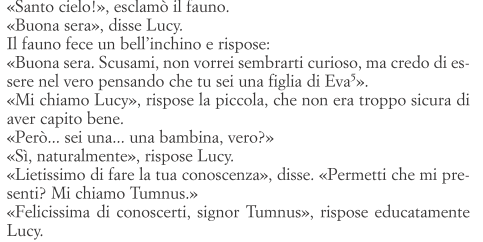 «Santo cielo!», esclamò il fauno.
«Buona sera», disse Lucy.
Il fauno fece un bell'inchino e rispose:
«Buona sera. Scusami, non vorrei sembrarti curioso, ma credo di es-
sere nel vero pensando che tu sei una figlia di Eva⁵».
«Mi chiamo Lucy», rispose la piccola, che non era troppo sicura di
aver capito bene.
«Però... sei una... una bambina, vero?»
«Sì, naturalmente», rispose Lucy.
«Lietissimo di fare la tua conoscenza», disse. «Permetti che mi pre-
senti? Mi chiamo Tumnus.»
«Felicissima di conoscerti, signor Tumnus», rispose educatamente
Lucy.